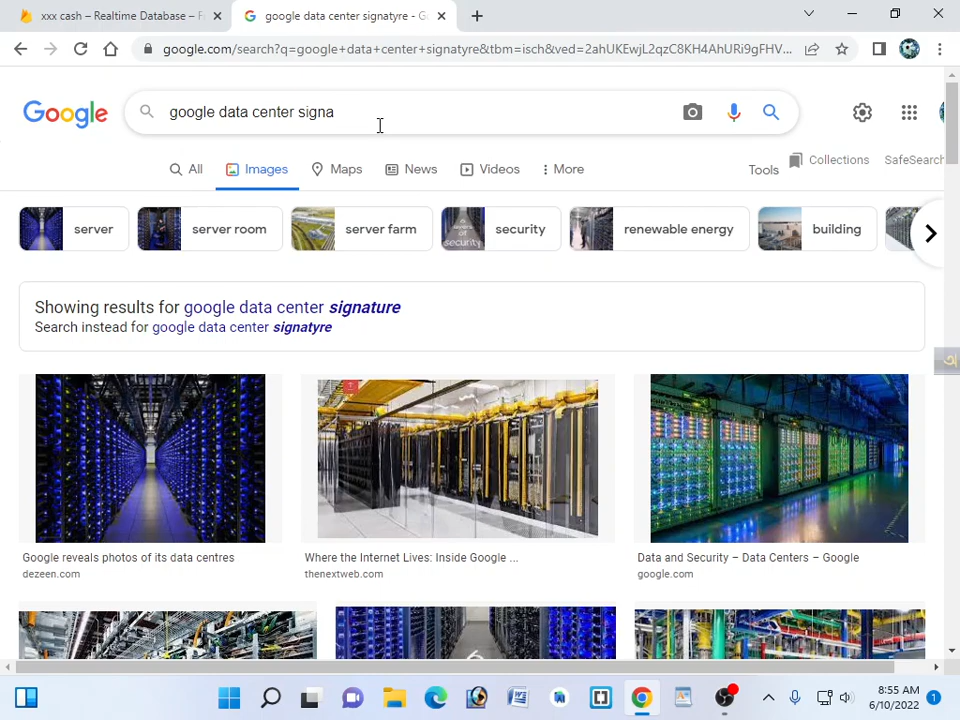 xxx cash – Realtime Database – F
google data center signatyre - Go
google.com/search?q=google+data+center+signatyre&tbm=isch&ved=2ahUKEwjL2qzC8KH4AhURi9gFHV...
Google
google data center signa
All
Images
Maps
News
Videos
More
Tools
Collections
SafeSearch
server
server room
server farm
security
renewable energy
building
Showing results for google data center signature
Search instead for google data center signatyre
Google reveals photos of its data centres
dezeen.com
Where the Internet Lives: Inside Google ...
thenextweb.com
Data and Security – Data Centers – Google
google.com
8:55 AM
6/10/2022
1